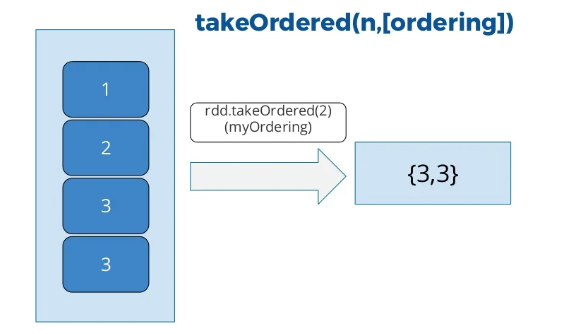 takeOrdered(n,[ordering])
1
2
3
3
rdd.takeOrdered(2)
(myOrdering)
{3,3}